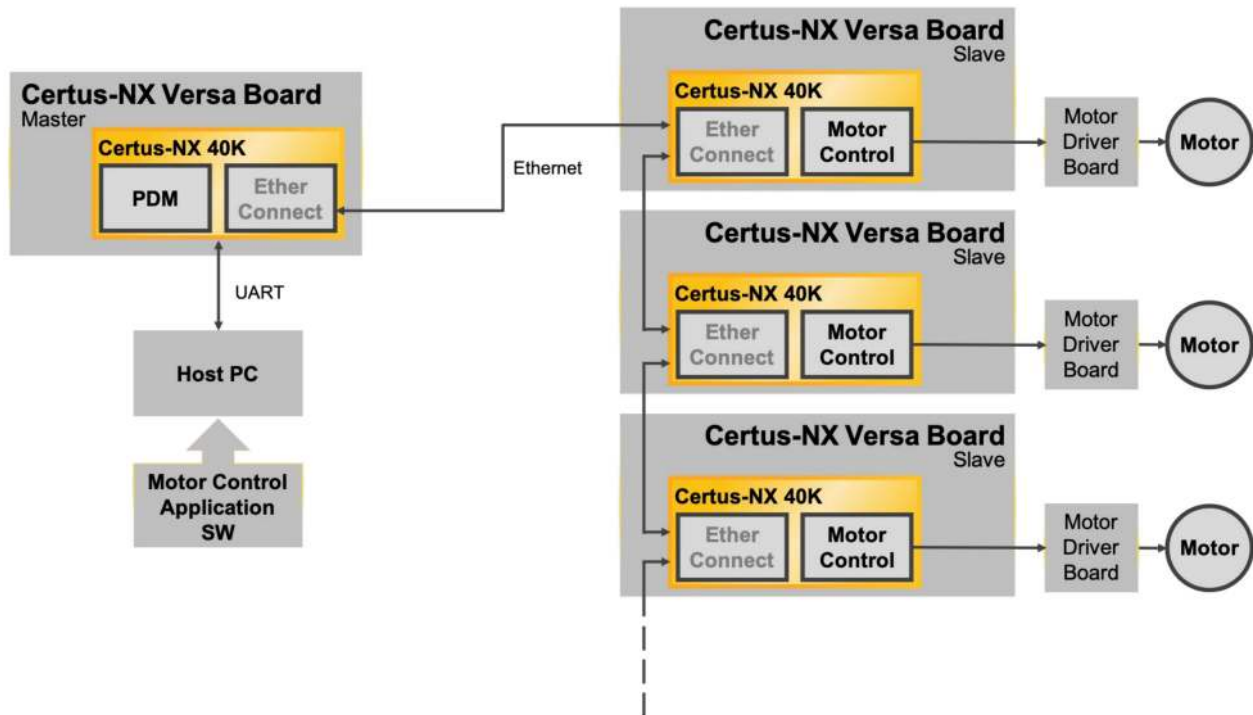 Certus-NX Versa Board
Master
Certus-NX 40K
PDM
Ether
Connect
UART
Host PC
Motor Control
Application
SW
Ethernet
Certus-NX Versa Board
Slave
Certus-NX 40K
Ether
Connect
Motor
Control
Motor
Driver
Board
Motor
Certus-NX Versa Board
Slave
Certus-NX 40K
Ether
Connect
Motor
Control
Motor
Driver
Board
Motor
Certus-NX Versa Board
Slave
Certus-NX 40K
Ether
Connect
Motor
Control
Motor
Driver
Board
Motor